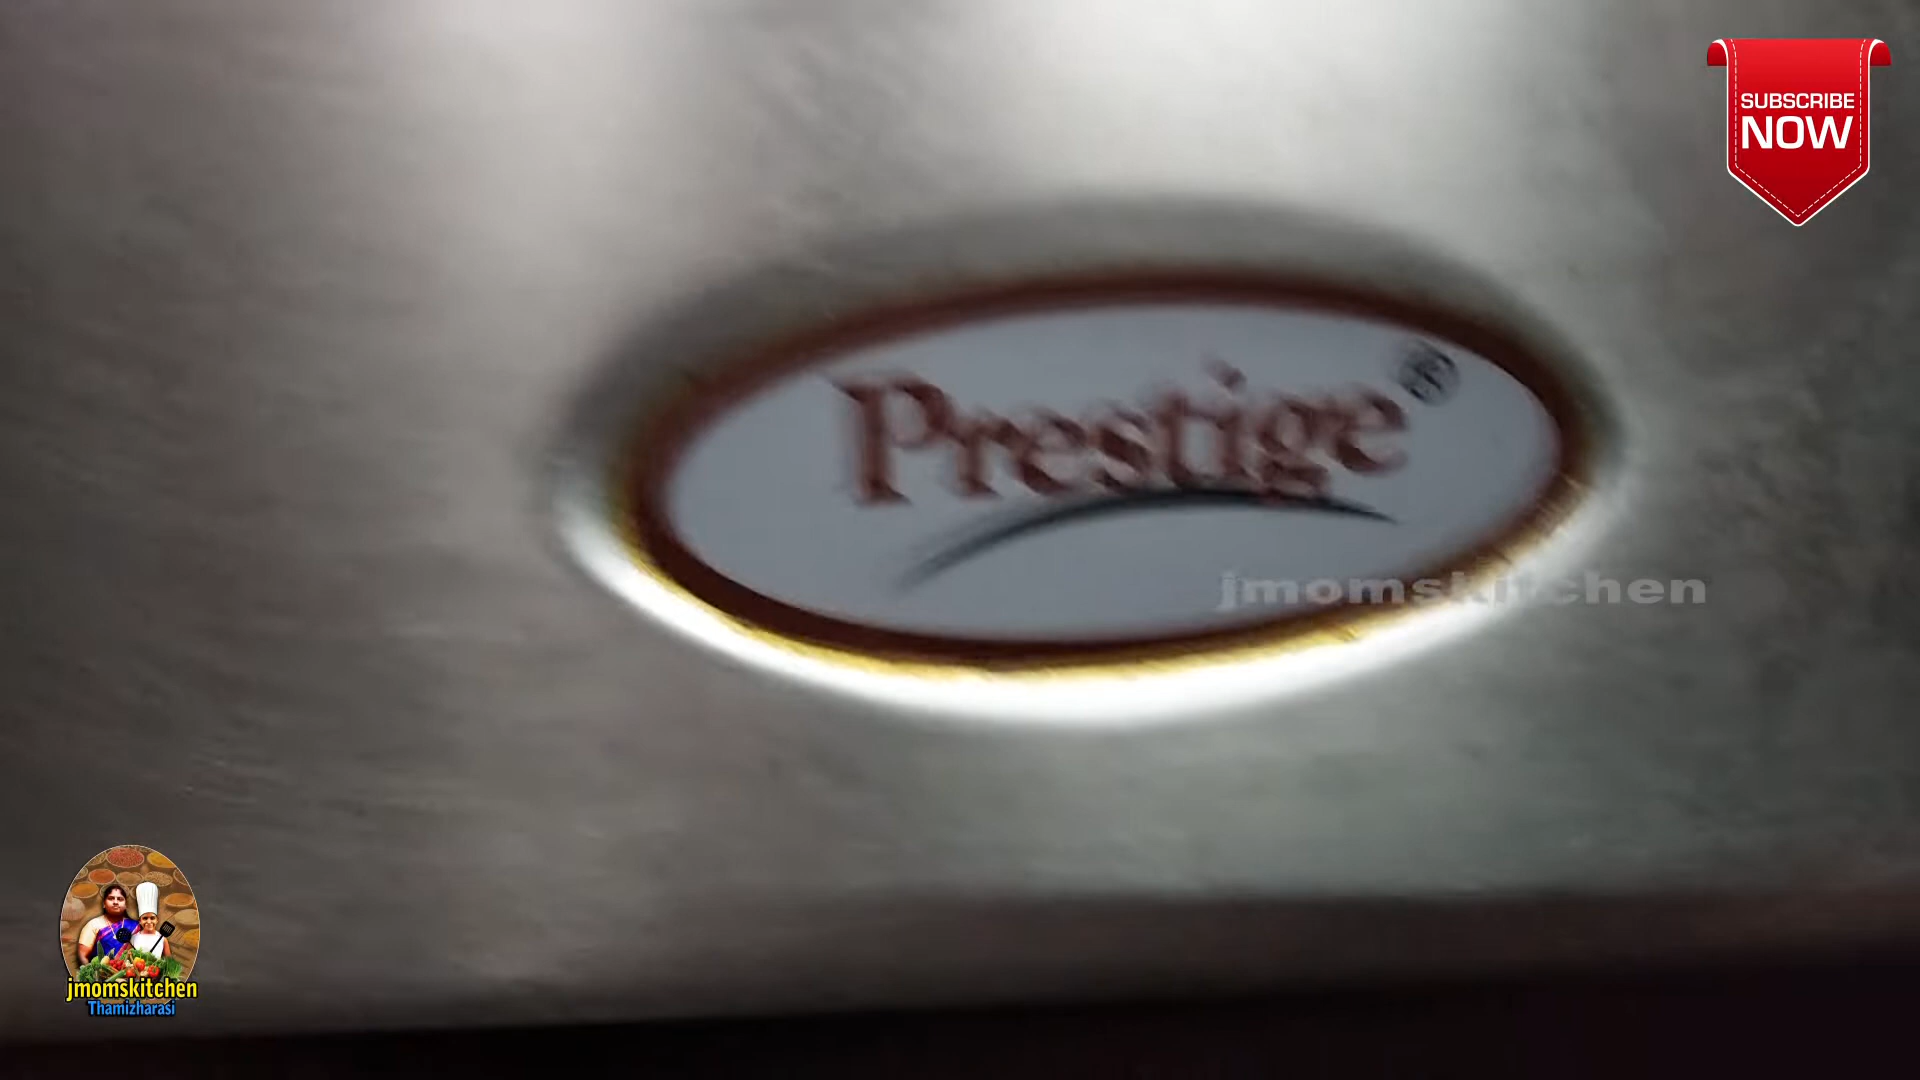 SUBSCRIBE
NOW
Prestige®
jmomskitchen
jmomskitchen
Thamizharasi